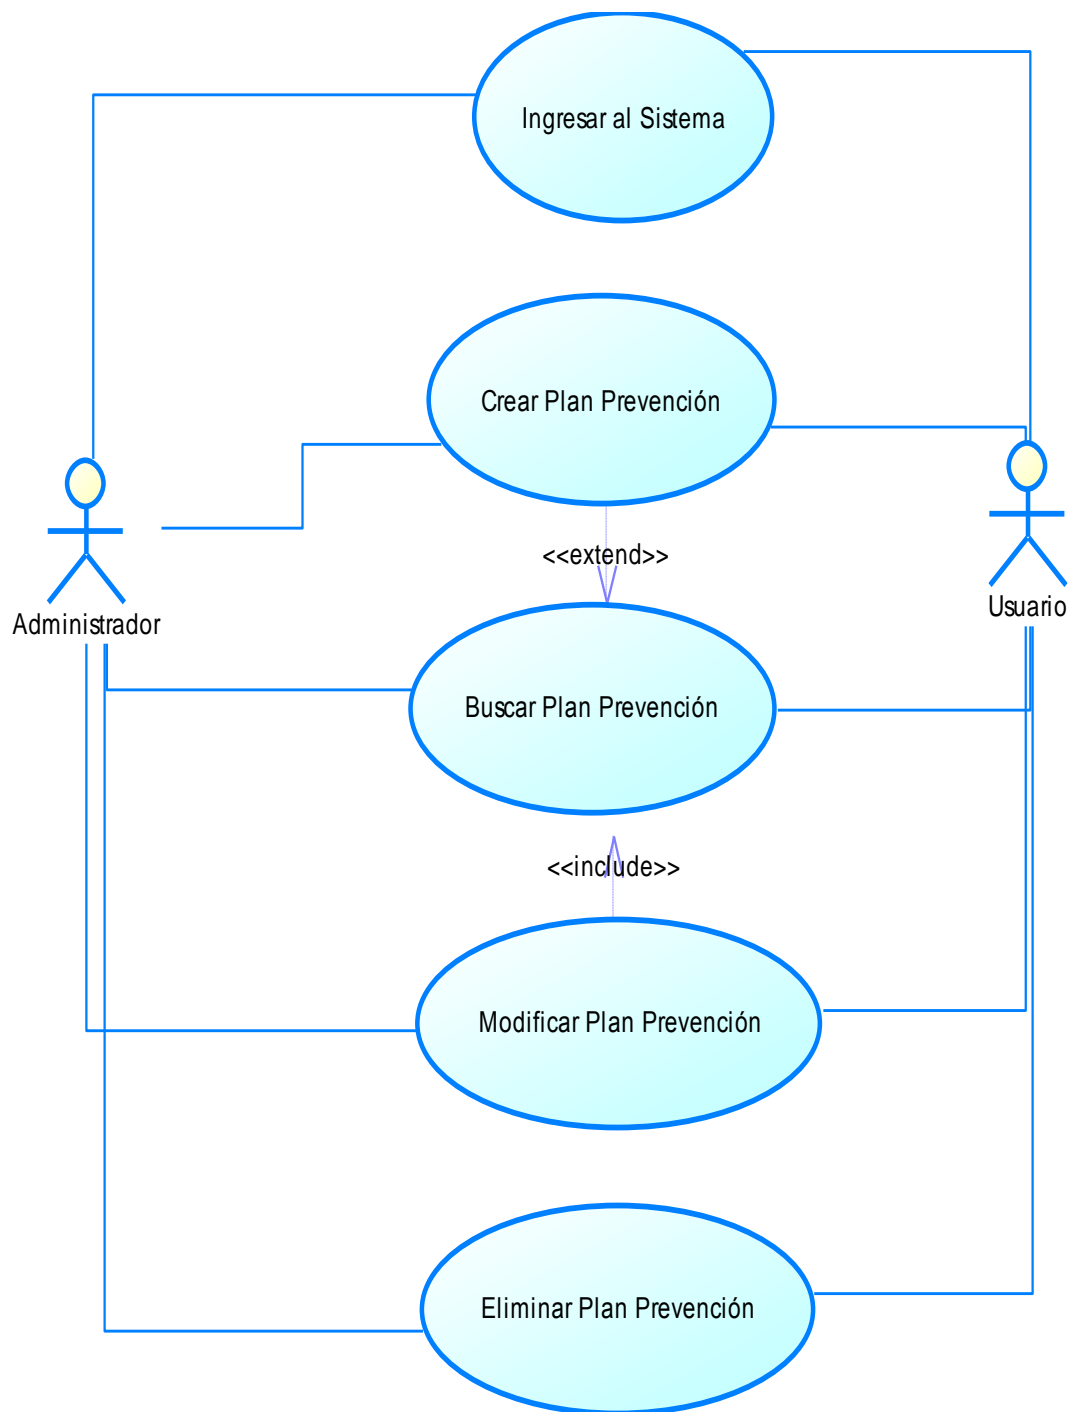 Ingresar al Sistema
Crear Plan Prevención
<<extend>>
Administrador
Usuario
Buscar Plan Prevención
<<include>>
Modificar Plan Prevención
Eliminar Plan Prevención